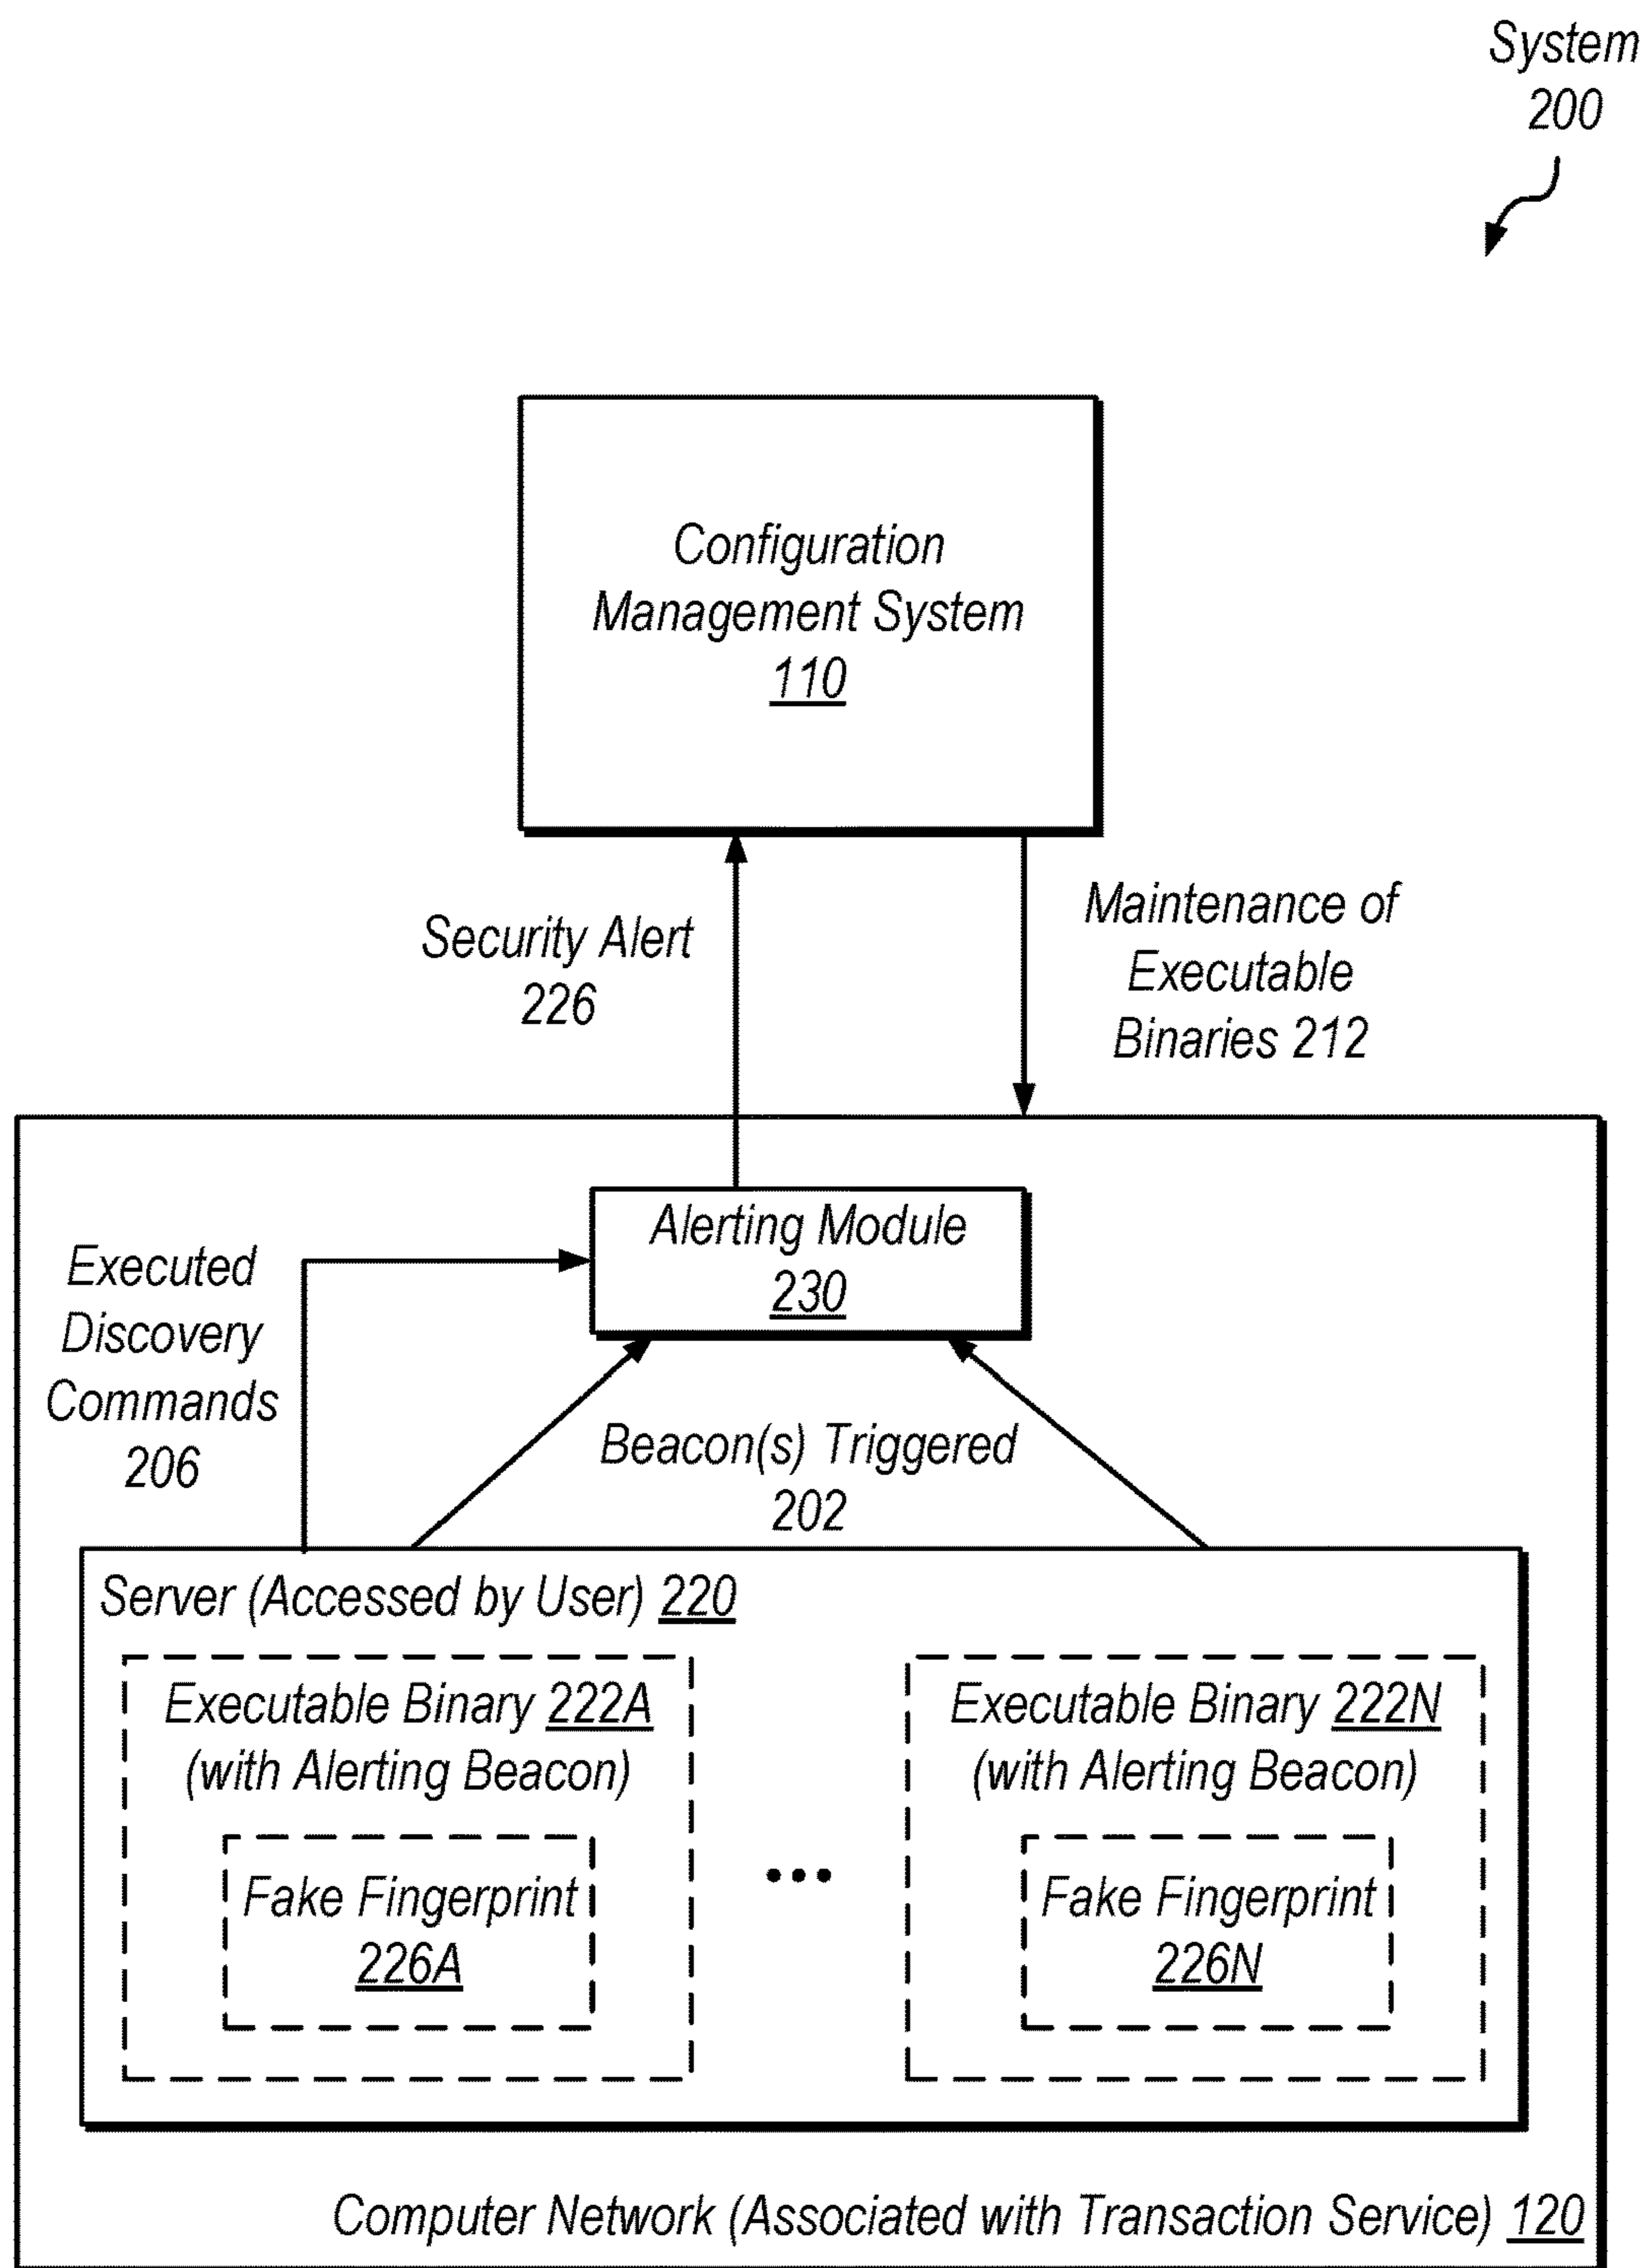 System
200
Configuration
Management System
110
Security Alert
226
Maintenance of
Executable
Binaries 212
Alerting Module
230
Executed
Discovery
Commands
206
Beacon(s) Triggered
202
Server (Accessed by User) 220
Executable Binary 222A
(with Alerting Beacon)
Fake Fingerprint
226A
...
Executable Binary 222N
(with Alerting Beacon)
Fake Fingerprint
226N
Computer Network (Associated with Transaction Service) 120